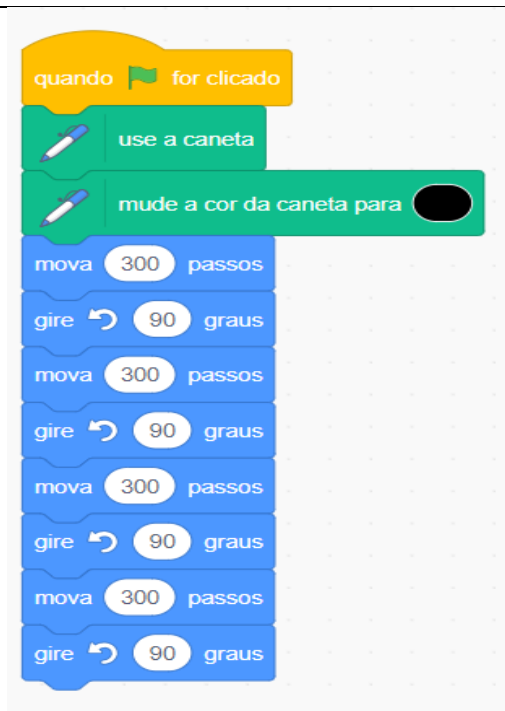 quando for clicado
use a caneta
mude a cor da caneta para
mova 300 passos
gire 90 graus
mova 300 passos
gire 90 graus
mova 300 passos
gire 90 graus
mova 300 passos
gire 90 graus